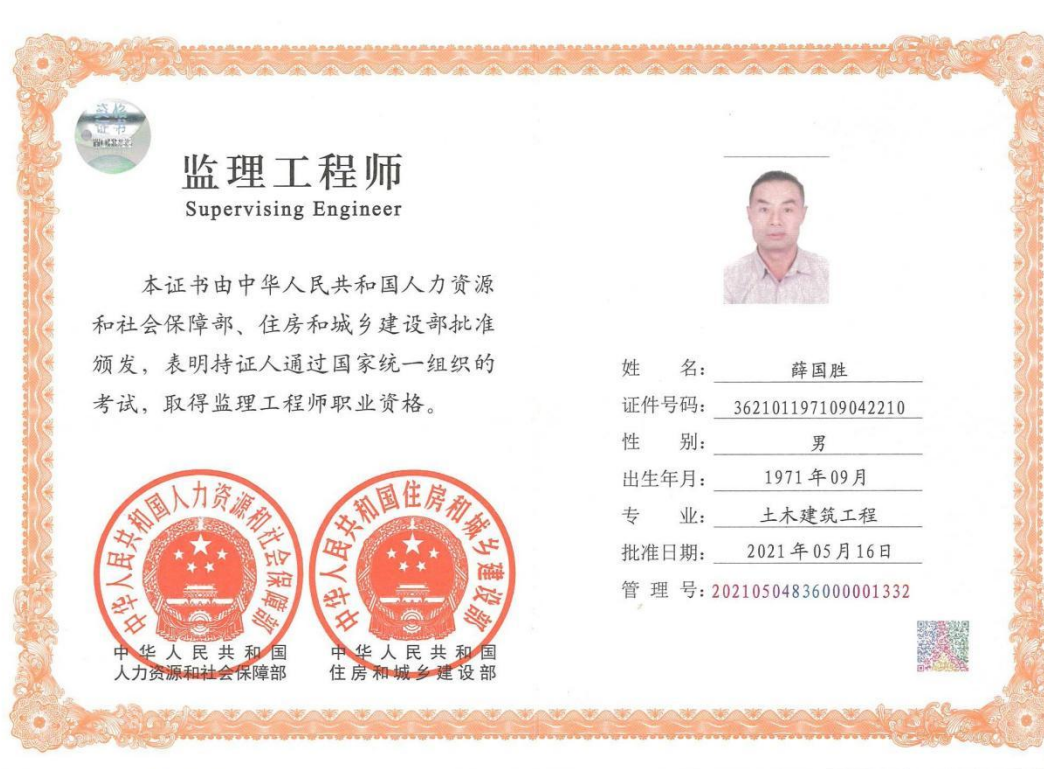 资格
证书
监理工程师
Supervising Engineer
本证书由中华人民共和国人力资源
和社会保障部、住房和城乡建设部批准
颁发，表明持证人通过国家统一组织的
考试，取得监理工程师职业资格。
中华人民共和国人力资源和社会保障部
中华人民共和国住房和城乡建设部
中华人民共和国
人力资源和社会保障部
中华人民共和国
住房和城乡建设部
姓 名： 薛国胜
证件号码： 362101197109042210
性 别： 男
出生年月： 1971年09月
专 业： 土木建筑工程
批准日期： 2021年05月16日
管 理 号：20210504836000001332